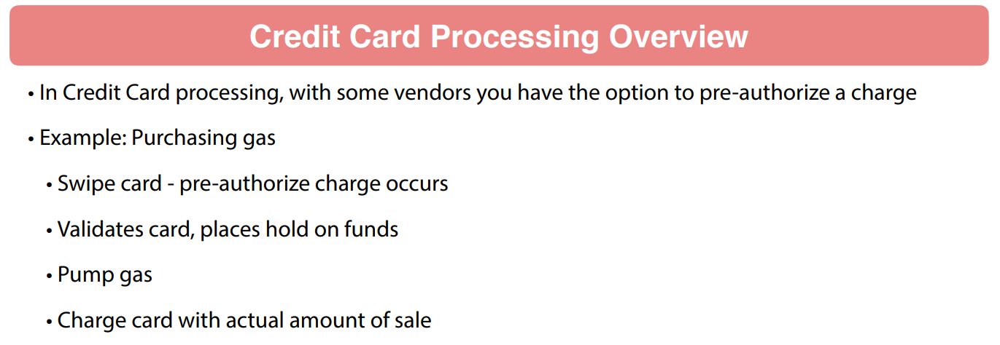 Credit Card Processing Overview
• In Credit Card processing, with some vendors you have the option to pre-authorize a charge
• Example: Purchasing gas
• Swipe card - pre-authorize charge occurs
• Validates card, places hold on funds
• Pump gas
• Charge card with actual amount of sale